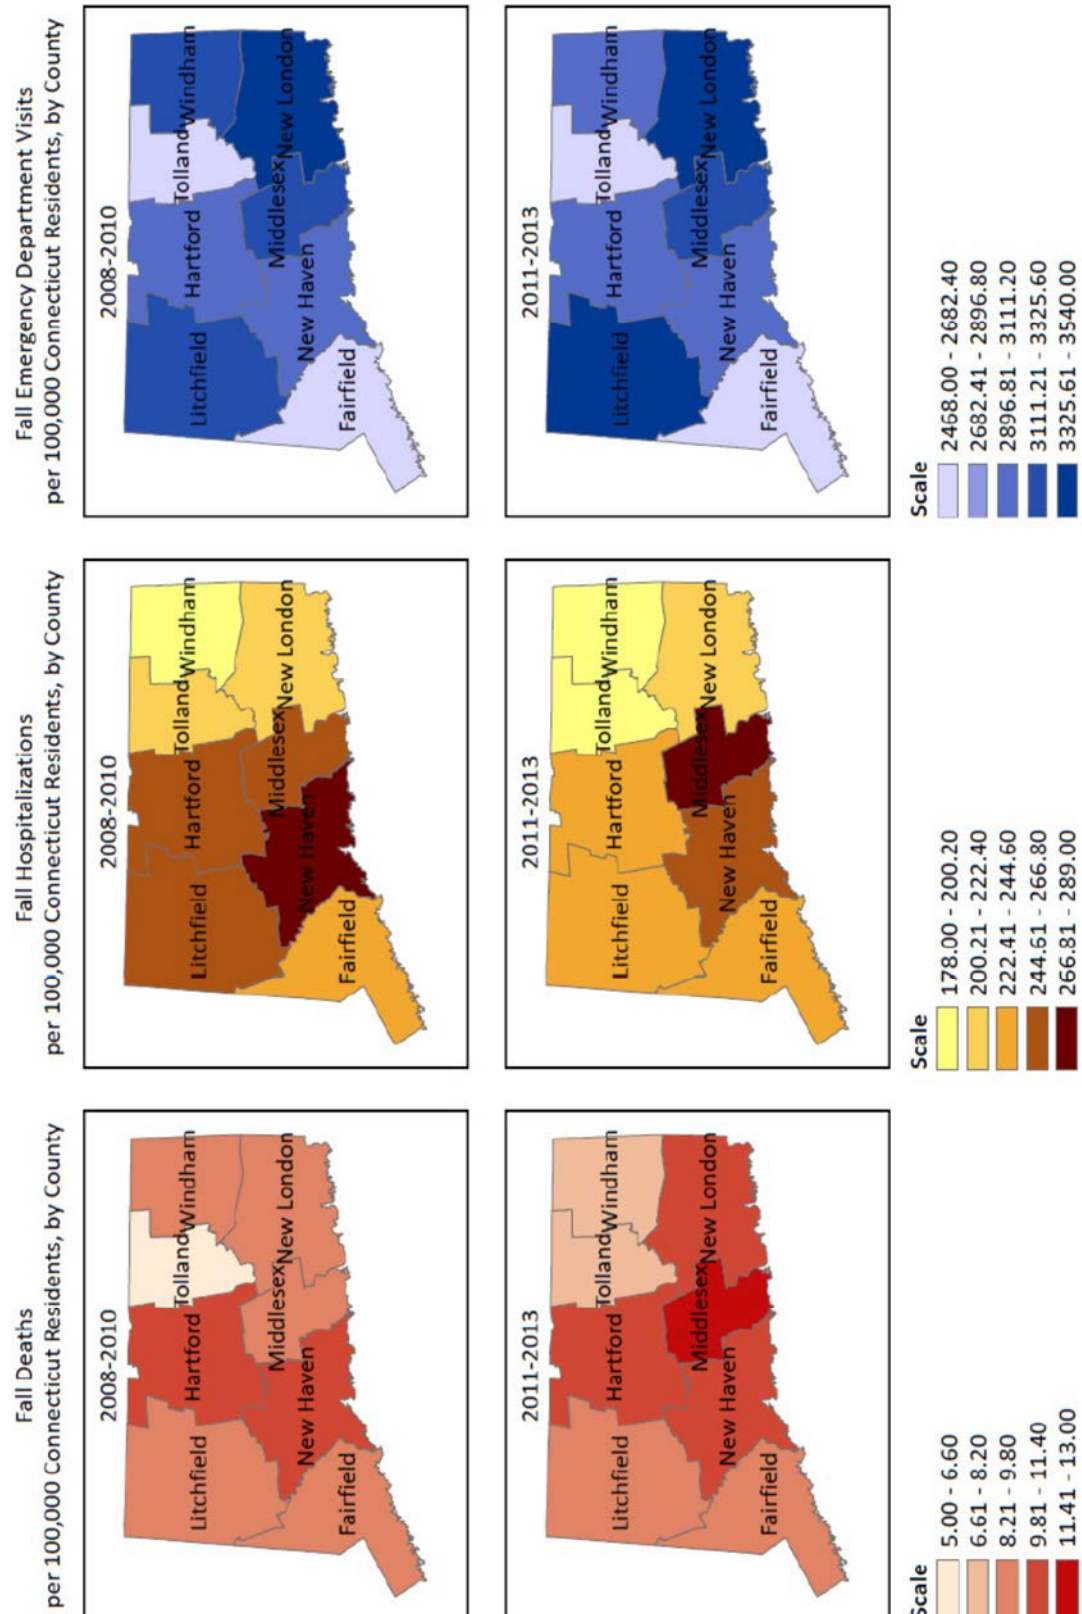 Fall Deaths
per 100,000 Connecticut Residents, by County
2008-2010
Litchfield
Hartford
Tolland
Windham
Fairfield
New Haven
Middlesex
New London
2011-2013
Litchfield
Hartford
Tolland
Windham
Fairfield
New Haven
Middlesex
New London
Scale
5.00 - 6.60
6.61 - 8.20
8.21 - 9.80
9.81 - 11.40
11.41 - 13.00
Fall Hospitalizations
per 100,000 Connecticut Residents, by County
2008-2010
Litchfield
Hartford
Tolland
Windham
Fairfield
New Haven
Middlesex
New London
2011-2013
Litchfield
Hartford
Tolland
Windham
Fairfield
New Haven
Middlesex
New London
Scale
178.00 - 200.20
200.21 - 222.40
222.41 - 244.60
244.61 - 266.80
266.81 - 289.00
Fall Emergency Department Visits
per 100,000 Connecticut Residents, by County
2008-2010
Litchfield
Hartford
Tolland
Windham
Fairfield
New Haven
Middlesex
New London
2011-2013
Litchfield
Hartford
Tolland
Windham
Fairfield
New Haven
Middlesex
New London
Scale
2468.00 - 2682.40
2682.41 - 2896.80
2896.81 - 3111.20
3111.21 - 3325.60
3325.61 - 3540.00